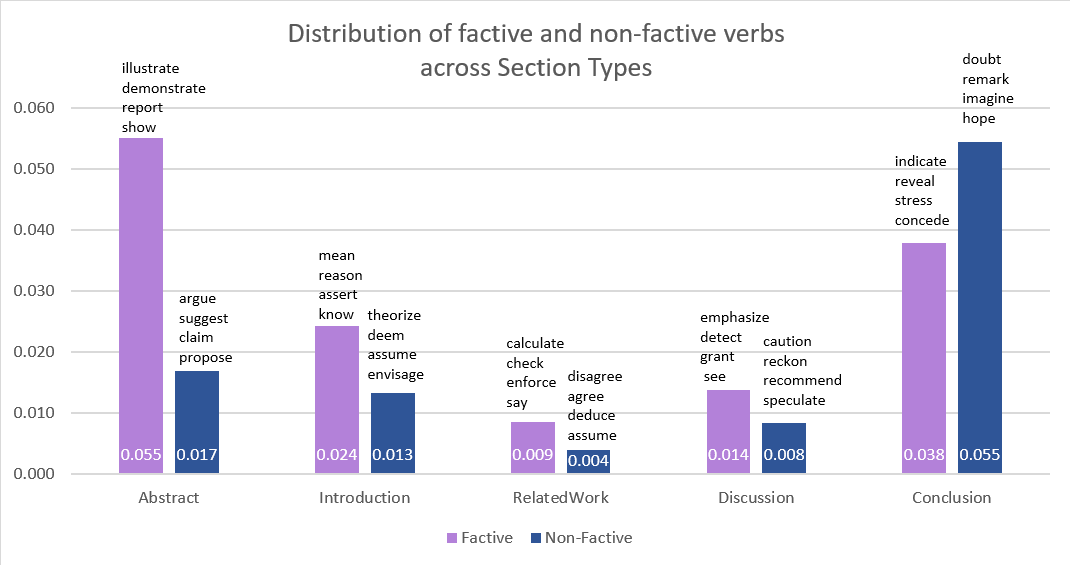 Distribution of factive and non-factive verbs
across Section Types
0.060
0.050
0.040
0.030
0.020
0.010
0.000
illustrate
demonstrate
report
show
argue
suggest
claim
propose
mean
reason
assert
know
theorize
deem
assume
envisage
calculate
check
enforce
say
disagree
agree
deduce
assume
emphasize
detect
grant
see
caution
reckon
recommend
speculate
indicate
reveal
stress
concede
doubt
remark
imagine
hope
0.055
0.017
0.024
0.013
0.009
0.004
0.014
0.008
0.038
0.055
Abstract
Introduction
RelatedWork
Discussion
Conclusion
Factive
Non-Factive